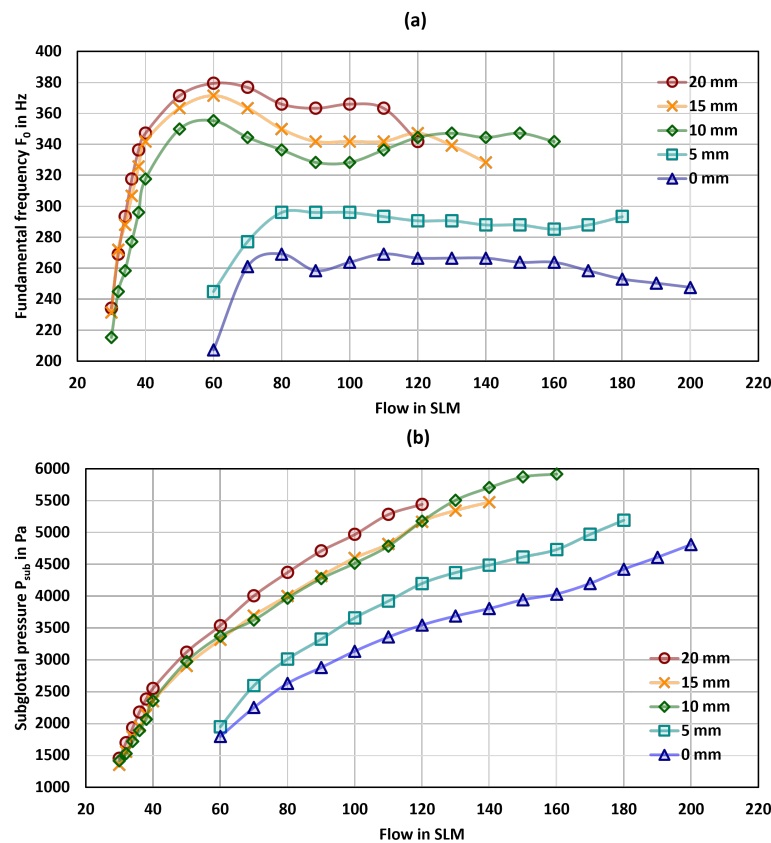 (a)
Fundamental frequency F0 in Hz
400
380
360
340
320
300
280
260
240
220
200
20 mm
15 mm
10 mm
5 mm
0 mm
20 40 60 80 100 120 140 160 180 200
Flow in SLM
(b)
Subglottal pressure Psub in Pa
6000
5500
5000
4500
4000
3500
3000
2500
2000
1500
1000
20 mm
15 mm
10 mm
5 mm
0 mm
20 40 60 80 100 120 140 160 180 200
Flow in SLM